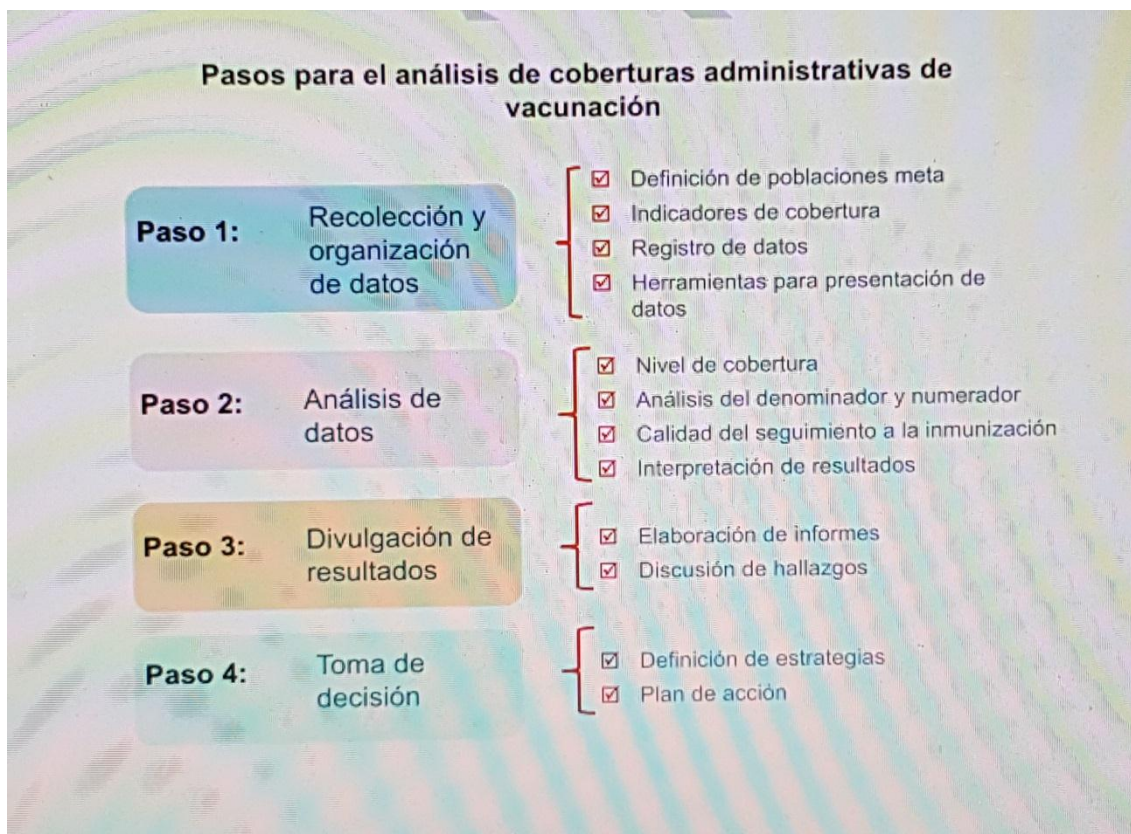 Pasos para el análisis de coberturas administrativas de
vacunación
Paso 1:
Recolección y
organización
de datos
Definición de poblaciones meta
Indicadores de cobertura
Registro de datos
Herramientas para presentación de
datos
Paso 2:
Análisis de
datos
Nivel de cobertura
Análisis del denominador y numerador
Calidad del seguimiento a la inmunización
Interpretación de resultados
Paso 3:
Divulgación de
resultados
Elaboración de informes
Discusión de hallazgos
Paso 4:
Toma de
decisión
Definición de estrategias
Plan de acción